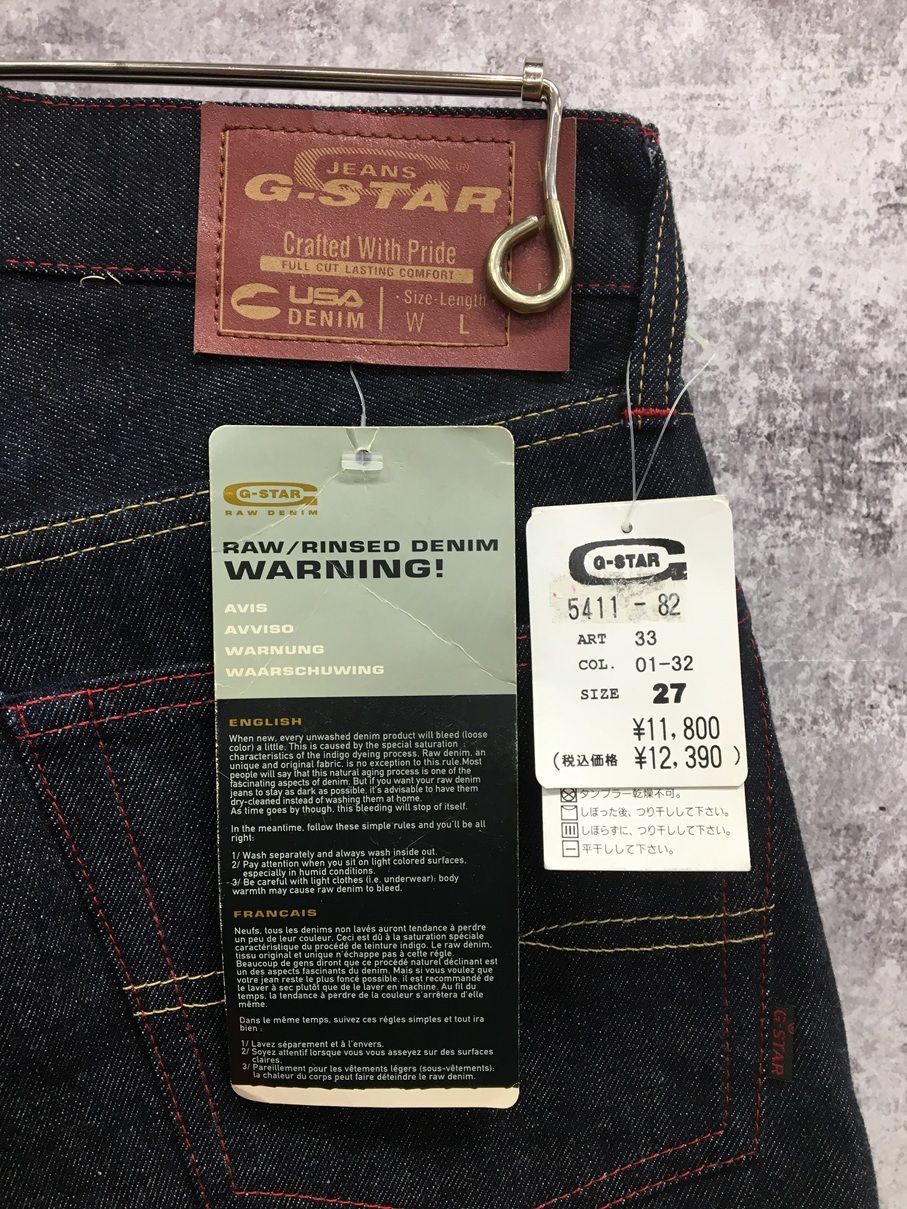 JEANS
G-STAR
Crafted With Pride
FULL CUT LASTING COMFORT
USA
DENIM
Size-Length
W L
G-STAR
RAW DENIM
RAW/RINSED DENIM
WARNING!
AVIS
AVVISO
WARNUNG
WAARSCHUWING
ENGLISH
When new, every unwashed denim product will bleed (loose
color) a little. This is caused by the special saturation
characteristics of the indigo dyeing process. Raw denim, an
unique and original fabric, is no exception to this rule. Most
people will say that this natural aging process is one of the
fascinating aspects of denim. But if you want your raw denim
jeans to stay as dark as possible, it's advisable to have them
dry-cleaned instead of washing them at home.
As time goes by though, this bleeding will stop of itself.
In the meantime, follow these simple rules and you'll be all
right:
1/ Wash separately and always wash inside out.
2/ Pay attention when you sit on light colored surfaces,
especially in humid conditions.
3/ Be careful with light clothes (i.e. underwear); body
warmth may cause raw denim to bleed.
FRANCAIS
Neufs, tous les denims non lavés auront tendance à perdre
un peu de leur couleur. Ceci est dû à la saturation spéciale
caractéristique du procédé de teinture indigo. Le raw denim,
tissu original et unique n'échappe pas à cette régle.
Beaucoup de gens diront que ce procédé naturel déclinant est
un des aspects fascinants du denim. Mais si vous voulez que
votre jean reste le plus foncé possible, il est recommandé de
le laver à sec plutôt que de le laver en machine. Au fil du
temps, la tendance à perdre de la couleur s'arrêtera d'elle
même.
Dans le même temps, suivez ces régles simples et tout ira
bien :
1/ Lavez séparement et à l'envers.
2/ Soyez attentif lorsque vous vous asseyez sur des surfaces
claires.
3/ Pareillement pour les vêtements légers (sous-vêtements):
la chaleur du corps peut faire déteindre le raw denim.
G-STAR
5411 - 82
ART 33
COL. 01-32
SIZE 27
¥11,800
(税込価格 ¥12,390 )
タンブラー乾燥不可。
しぼった後、つり干しして下さい。
しぼらずに、つり干しして下さい。
平干しして下さい。
G-STAR